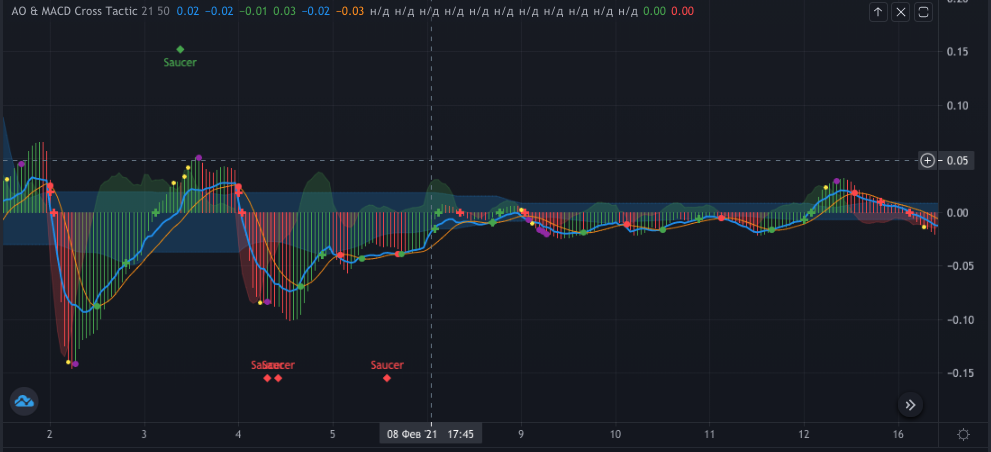 AO & MACD Cross Tactic 21 50 0.02 −0.02 −0.01 0.03 −0.02 −0.03 н/д н/д н/д н/д н/д н/д н/д н/д н/д н/д н/д 0.00 0.00
0.15
Saucer
0.10
0.05
0.00
−0.05
−0.10
Saucer
Saucer
−0.15
2 3 4 5 08 Фев '21 17:45 9 10 11 12 16